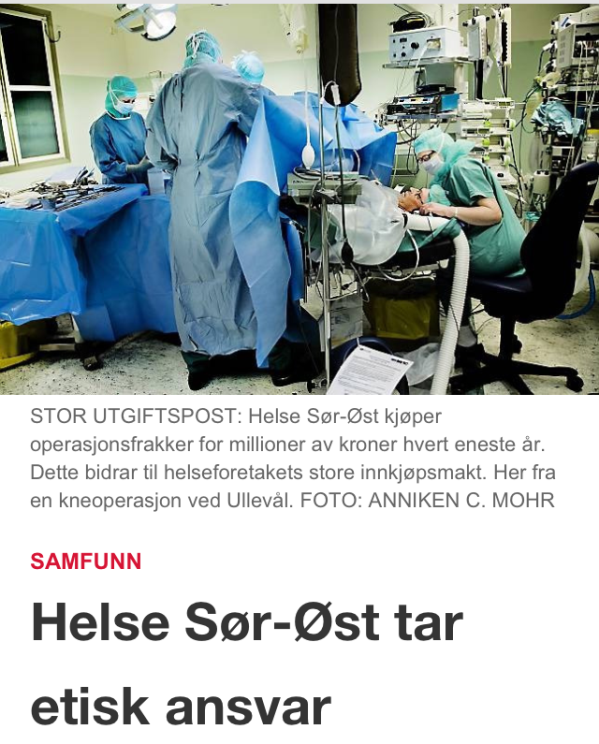 STOR UTGIFTSPOST: Helse Sør-Øst kjøper
operasjonsfrakker for millioner av kroner hvert eneste år.
Dette bidrar til helseforetakets store innkjøpsmakt. Her fra
en kneoperasjon ved Ullevål. FOTO: ANNIKEN C. MOHR
SAMFUNN
Helse Sør-Øst tar
etisk ansvar